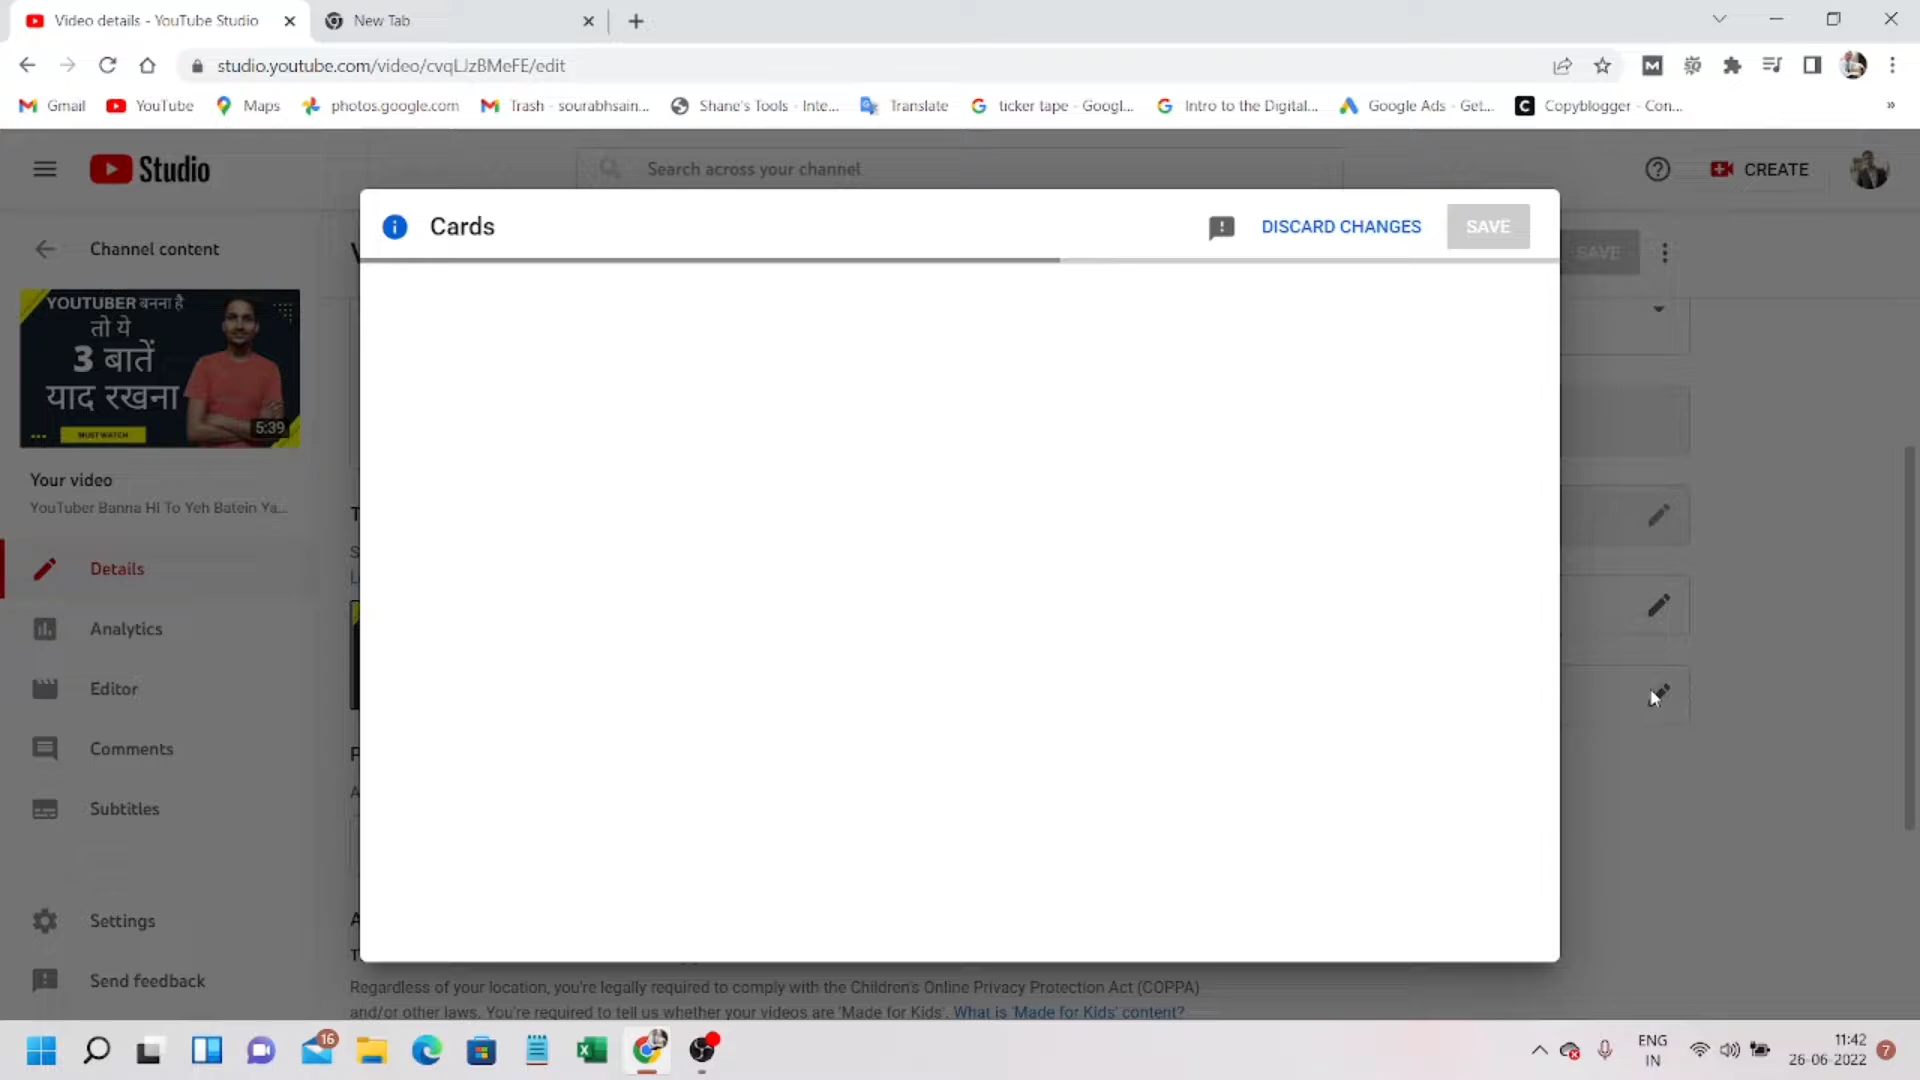 Video details - YouTube Studio
New Tab
studio.youtube.com/video/cvqLJzBMeFE/edit
Gmail
YouTube
Maps
photos.google.com
Trash - sourabhsain...
Shane's Tools - Inte...
Translate
ticker tape - Googl...
Intro to the Digital...
Google Ads - Get...
Copyblogger - Con...
Studio
Search across your channel
CREATE
Cards
DISCARD CHANGES
SAVE
SAVE
Channel content
YOUTUBER बनना है
तो ये
3 बातें
याद रखना
MUST WATCH
5:39
Your video
YouTuber Banna Hi To Yeh Batein Ya...
Details
Analytics
Editor
Comments
Subtitles
Settings
Send feedback
Regardless of your location, you're legally required to comply with the Children's Online Privacy Protection Act (COPPA)
and/or other laws. You're required to tell us whether your videos are 'Made for Kids'. What is 'Made for Kids' content?
16
ENG
IN
11:42
26-06-2022
7